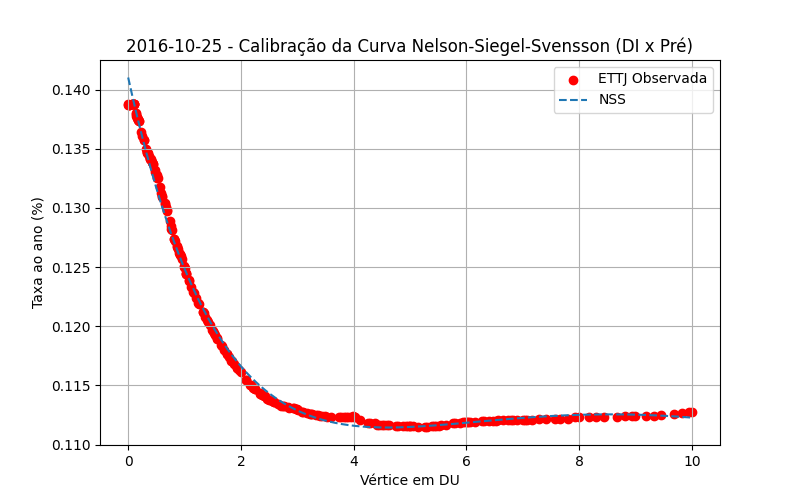 2016-10-25 - Calibração da Curva Nelson-Siegel-Svensson (DI x Pré)
ETTJ Observada
NSS
Taxa ao ano (%)
0.140
0.135
0.130
0.125
0.120
0.115
0.110
0 2 4 6 8 10
Vértice em DU